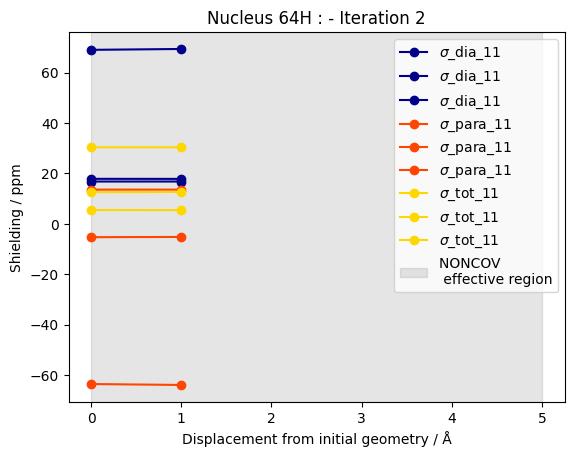 Nucleus 64H : - Iteration 2
Shielding / ppm
60
40
20
0
−20
−40
−60
σ_dia_11
σ_dia_11
σ_dia_11
σ_para_11
σ_para_11
σ_para_11
σ_tot_11
σ_tot_11
σ_tot_11
NONCOV
effective region
0 1 2 3 4 5
Displacement from initial geometry / Å